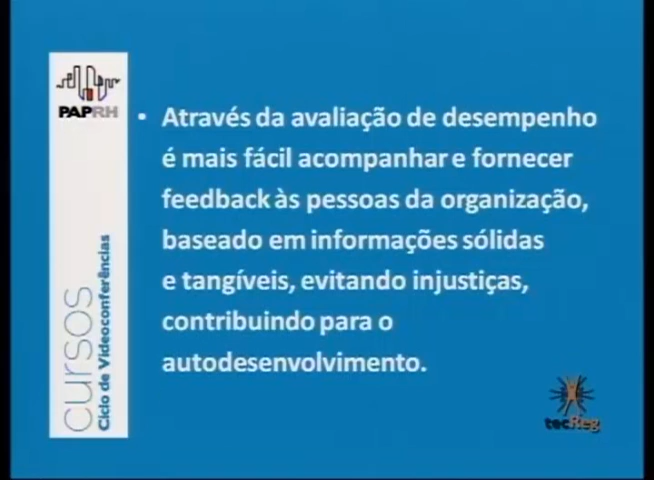 PAPRH
• Através da avaliação de desempenho
é mais fácil acompanhar e fornecer
feedback às pessoas da organização,
baseado em informações sólidas
e tangíveis, evitando injustiças,
contribuindo para o
autodesenvolvimento.
cursos
Ciclo de Videoconferências
tecReg